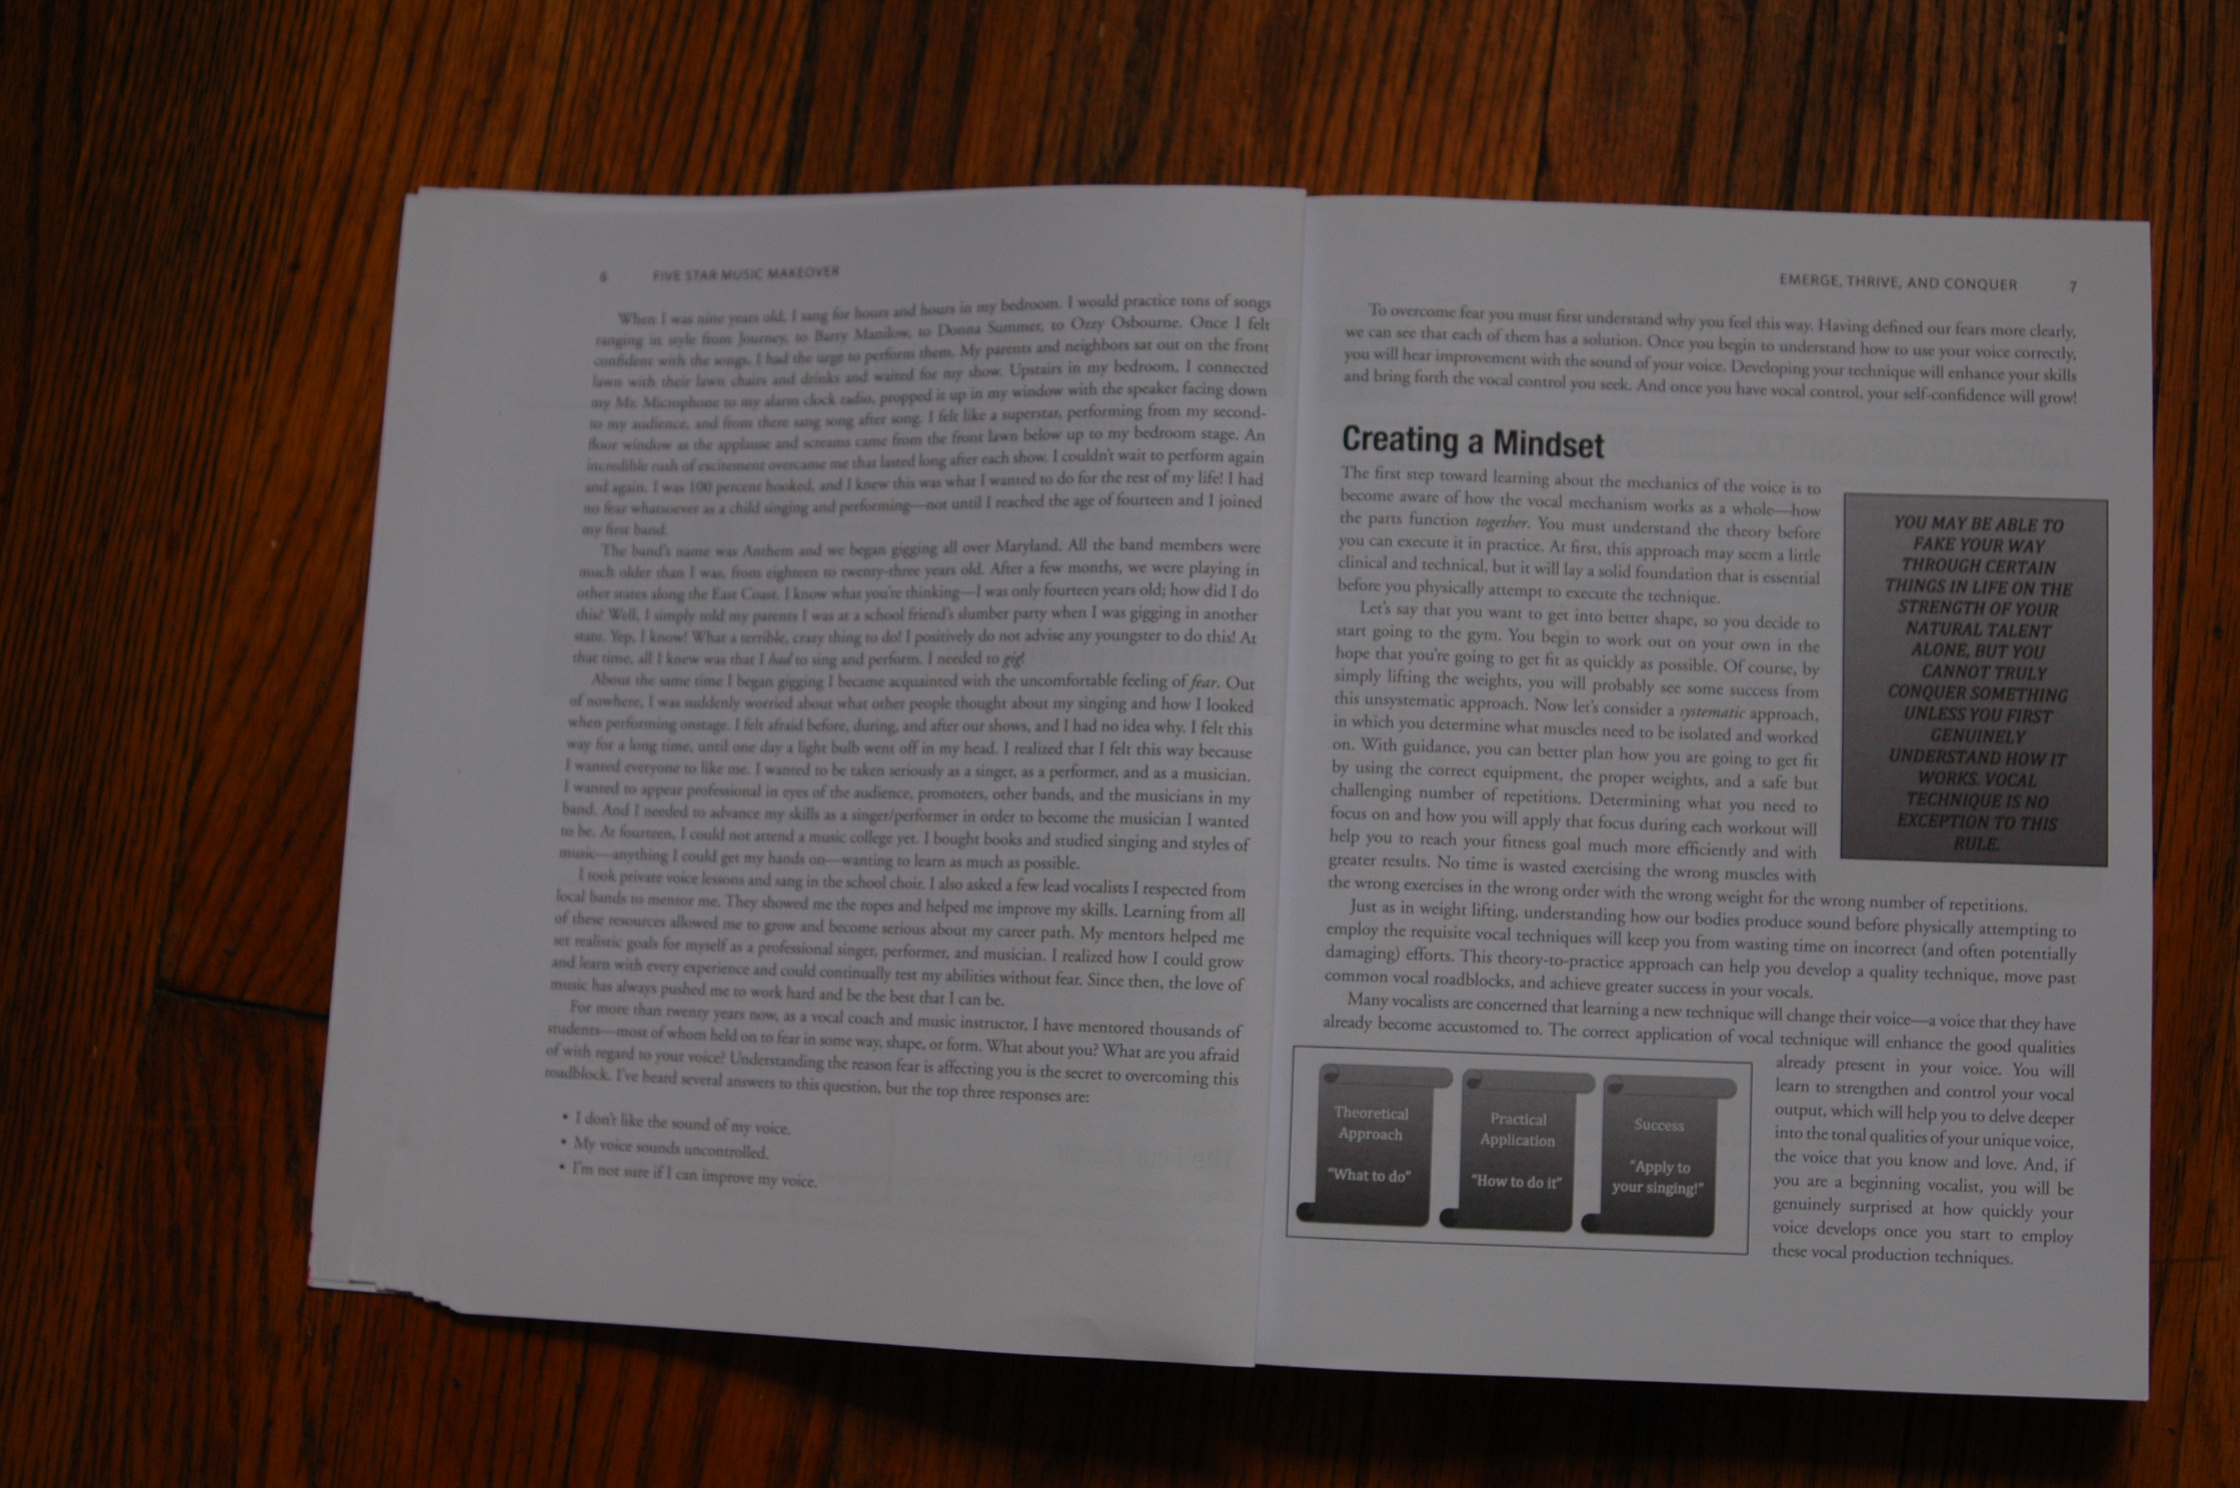 6 FIVE STAR MUSIC MAKEOVER
When I was nine years old, I sang for hours and hours in my bedroom. I would practice tons of songs
ranging in style from Journey, to Barry Manilow, to Donna Summer, to Ozzy Osbourne. Once I felt
confident with the songs, I had the urge to perform them. My parents and neighbors sat out on the front
lawn with their lawn chairs and drinks and waited for my show. Upstairs in my bedroom, I connected
my Mr. Microphone to my alarm clock radio, propped it up in my window with the speaker facing down
to my audience, and from there sang song after song. I felt like a superstar, performing from my second-
floor window as the applause and screams came from the front lawn below up to my bedroom stage. An
incredible rush of excitement overcame me that lasted long after each show. I couldn't wait to perform again
and again. I was 100 percent hooked, and I knew this was what I wanted to do for the rest of my life! I had
no fear whatsoever as a child singing and performing—not until I reached the age of fourteen and I joined
my first band.
The band's name was Anthem and we began gigging all over Maryland. All the band members were
much older than I was, from eighteen to twenty-three years old. After a few months, we were playing in
other states along the East Coast. I know what you're thinking—I was only fourteen years old; how did I do
this? Well, I simply told my parents I was at a school friend's slumber party when I was gigging in another
state. Yep, I know! What a terrible, crazy thing to do! I positively do not advise any youngster to do this! At
that time, all I knew was that I had to sing and perform. I needed to gig!
About the same time I began gigging I became acquainted with the uncomfortable feeling of fear. Out
of nowhere, I was suddenly worried about what other people thought about my singing and how I looked
when performing onstage. I felt afraid before, during, and after our shows, and I had no idea why. I felt this
way for a long time, until one day a light bulb went off in my head. I realized that I felt this way because
I wanted everyone to like me. I wanted to be taken seriously as a singer, as a performer, and as a musician.
I wanted to appear professional in eyes of the audience, promoters, other bands, and the musicians in my
band. And I needed to advance my skills as a singer/performer in order to become the musician I wanted
to be. At fourteen, I could not attend a music college yet. I bought books and studied singing and styles of
music—anything I could get my hands on—wanting to learn as much as possible.
I took private voice lessons and sang in the school choir. I also asked a few lead vocalists I respected from
local bands to mentor me. They showed me the ropes and helped me improve my skills. Learning from all
of these resources allowed me to grow and become serious about my career path. My mentors helped me
set realistic goals for myself as a professional singer, performer, and musician. I realized how I could grow
and learn with every experience and could continually test my abilities without fear. Since then, the love of
music has always pushed me to work hard and be the best that I can be.
For more than twenty years now, as a vocal coach and music instructor, I have mentored thousands of
students—most of whom held on to fear in some way, shape, or form. What about you? What are you afraid
of with regard to your voice? Understanding the reason fear is affecting you is the secret to overcoming this
roadblock. I've heard several answers to this question, but the top three responses are:
• I don't like the sound of my voice.
• My voice sounds uncontrolled.
• I'm not sure if I can improve my voice.
EMERGE, THRIVE, AND CONQUER 7
To overcome fear you must first understand why you feel this way. Having defined our fears more clearly,
we can see that each of them has a solution. Once you begin to understand how to use your voice correctly,
you will hear improvement with the sound of your voice. Developing your technique will enhance your skills
and bring forth the vocal control you seek. And once you have vocal control, your self-confidence will grow!
Creating a Mindset
The first step toward learning about the mechanics of the voice is to
become aware of how the vocal mechanism works as a whole—how
the parts function together. You must understand the theory before
you can execute it in practice. At first, this approach may seem a little
clinical and technical, but it will lay a solid foundation that is essential
before you physically attempt to execute the technique.
Let's say that you want to get into better shape, so you decide to
start going to the gym. You begin to work out on your own in the
hope that you're going to get fit as quickly as possible. Of course, by
simply lifting the weights, you will probably see some success from
this unsystematic approach. Now let's consider a systematic approach,
in which you determine what muscles need to be isolated and worked
on. With guidance, you can better plan how you are going to get fit
by using the correct equipment, the proper weights, and a safe but
challenging number of repetitions. Determining what you need to
focus on and how you will apply that focus during each workout will
help you to reach your fitness goal much more efficiently and with
greater results. No time is wasted exercising the wrong muscles with
the wrong exercises in the wrong order with the wrong weight for the wrong number of repetitions.
YOU MAY BE ABLE TO
FAKE YOUR WAY
THROUGH CERTAIN
THINGS IN LIFE ON THE
STRENGTH OF YOUR
NATURAL TALENT
ALONE, BUT YOU
CANNOT TRULY
CONQUER SOMETHING
UNLESS YOU FIRST
GENUINELY
UNDERSTAND HOW IT
WORKS. VOCAL
TECHNIQUE IS NO
EXCEPTION TO THIS
RULE.
Just as in weight lifting, understanding how our bodies produce sound before physically attempting to
employ the requisite vocal techniques will keep you from wasting time on incorrect (and often potentially
damaging) efforts. This theory-to-practice approach can help you develop a quality technique, move past
common vocal roadblocks, and achieve greater success in your vocals.
Many vocalists are concerned that learning a new technique will change their voice—a voice that they have
already become accustomed to. The correct application of vocal technique will enhance the good qualities
already present in your voice. You will
learn to strengthen and control your vocal
output, which will help you to delve deeper
into the tonal qualities of your unique voice,
the voice that you know and love. And, if
you are a beginning vocalist, you will be
genuinely surprised at how quickly your
voice develops once you start to employ
these vocal production techniques.
Theoretical
Approach
"What to do"
Practical
Application
"How to do it"
Success
"Apply to
your singing!"